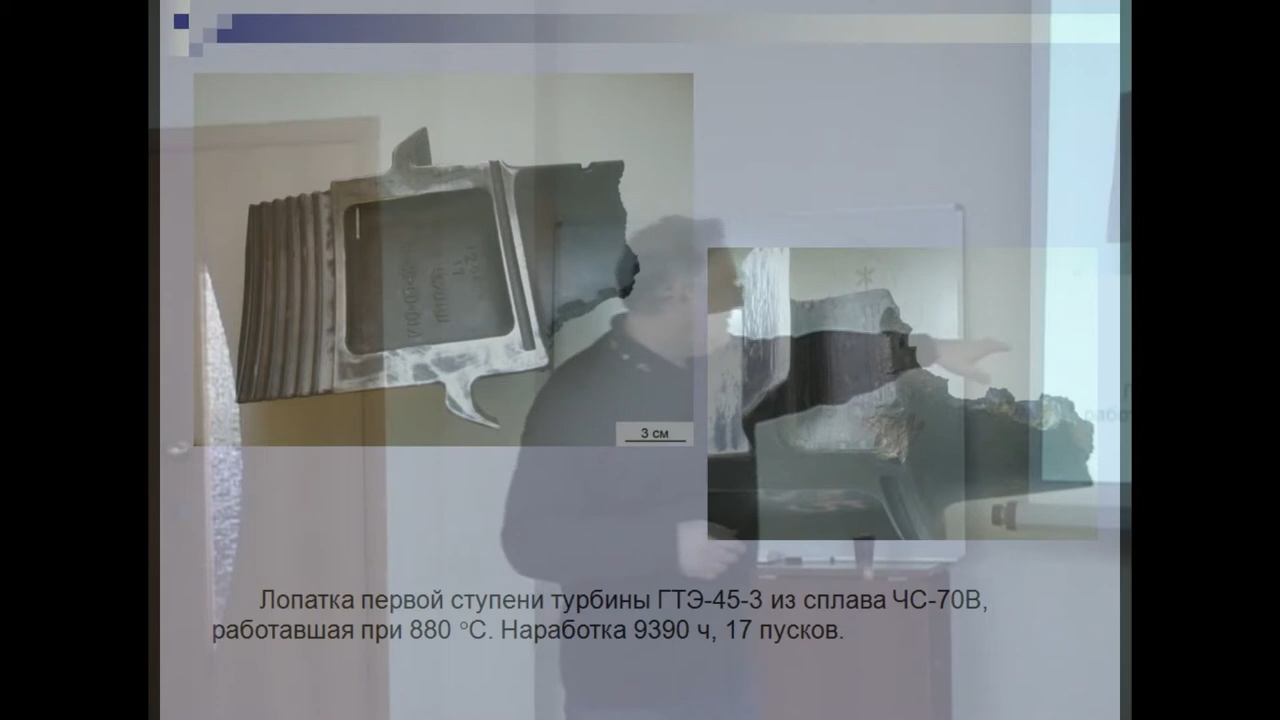 3 см
Лопатка первой ступени турбины ГТЭ-45-3 из сплава ЧС-70В,
работавшая при 880 °С. Наработка 9390 ч, 17 пусков.